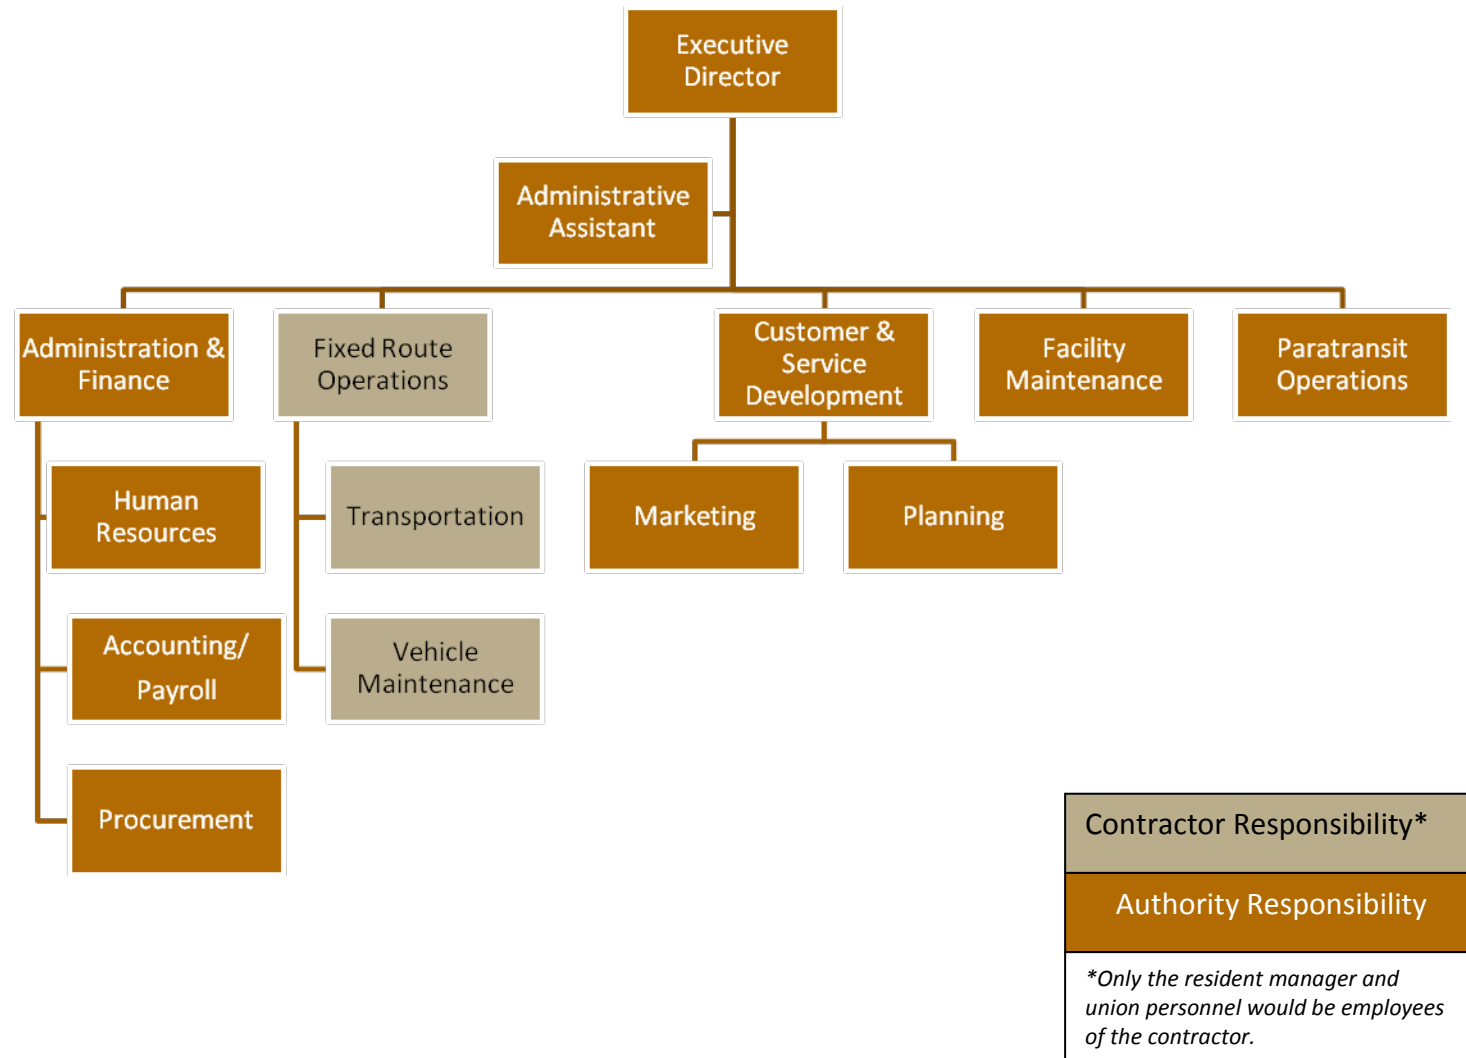 Executive
Director
Administrative
Assistant
Administration &
Finance
Fixed Route
Operations
Customer &
Service
Development
Facility
Maintenance
Paratransit
Operations
Human
Resources
Transportation
Marketing
Planning
Accounting/
Payroll
Vehicle
Maintenance
Procurement
Contractor Responsibility*
Authority Responsibility
*Only the resident manager and
union personnel would be employees
of the contractor.